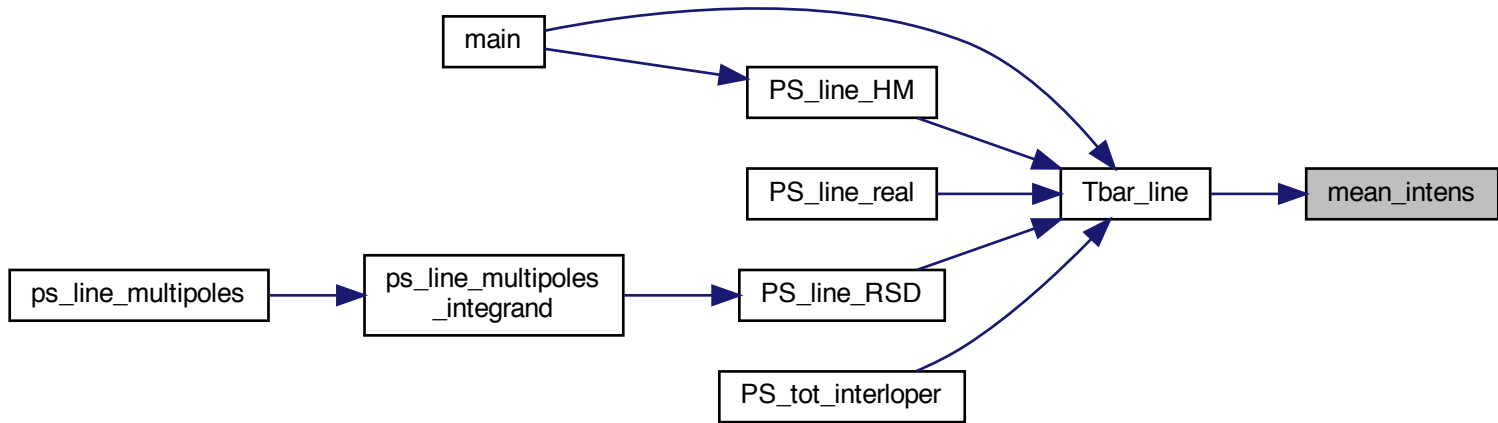 main
PS_line_HM
PS_line_real
Tbar_line
mean_intens
ps_line_multipoles
ps_line_multipoles
_integrand
PS_line_RSD
PS_tot_interloper